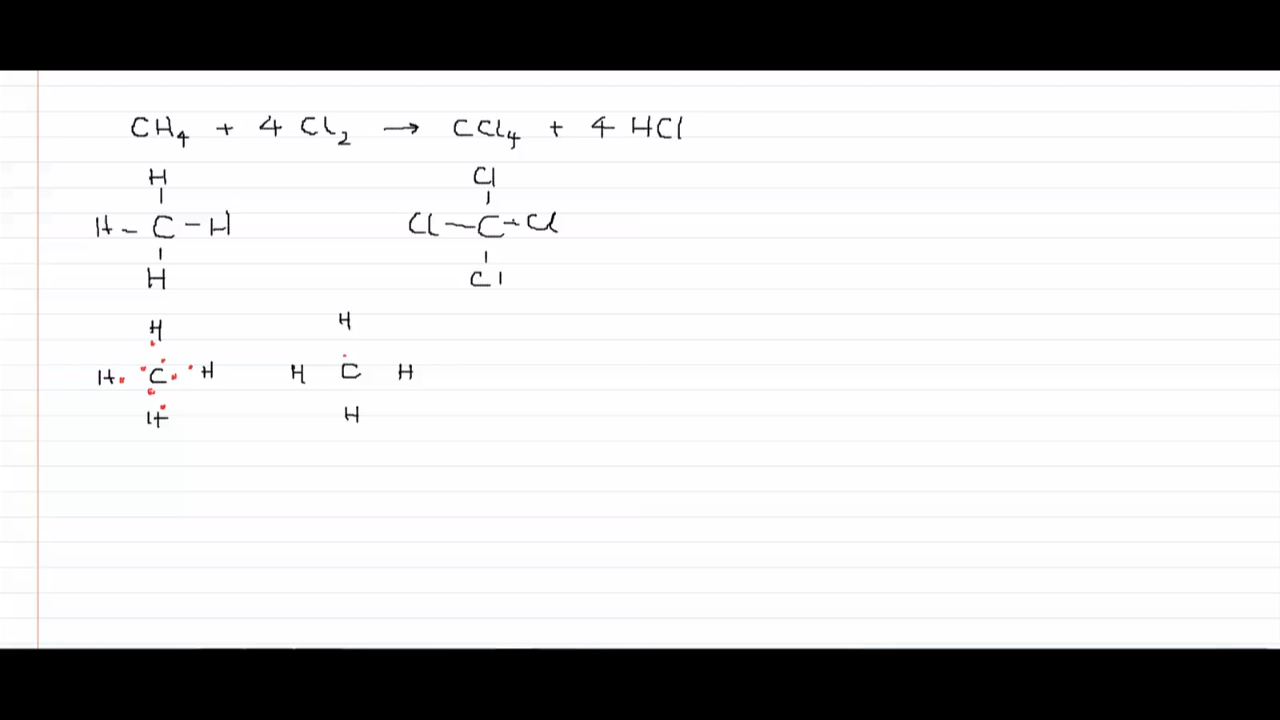 CH₄ + 4 Cl₂ → CCl₄ + 4 HCl
H Cl
H – C – H Cl – C – Cl
H Cl
H H
H · · C · · H H C H
H H